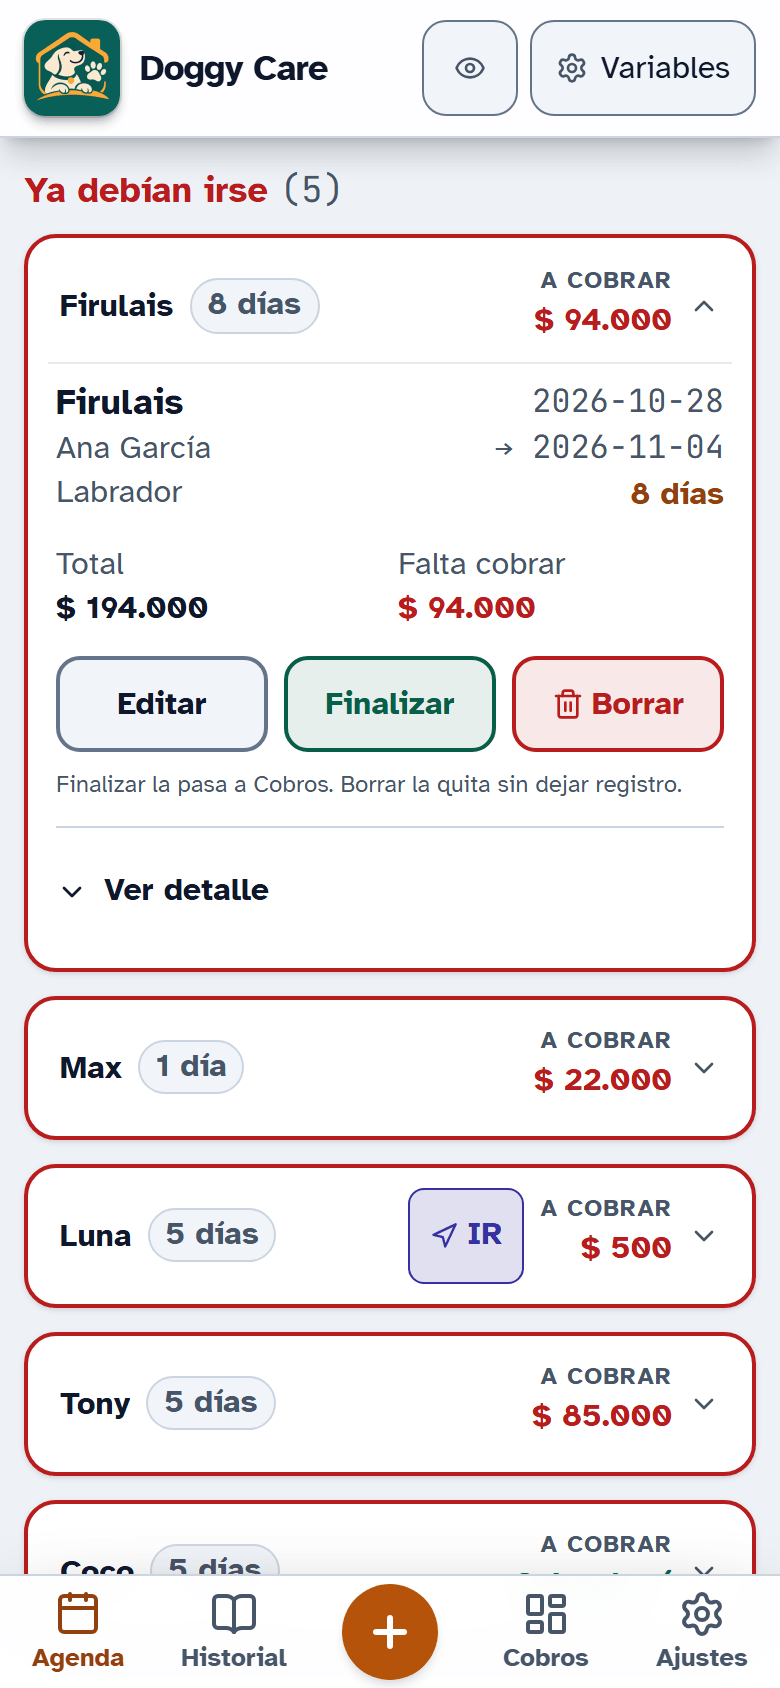 Doggy Care
Variables
Ya debían irse (5)
Firulais 8 días
A COBRAR
$ 94.000
Firulais
2026-10-28
Ana García
→ 2026-11-04
Labrador
8 días
Total
Falta cobrar
$ 194.000
$ 94.000
Editar
Finalizar
Borrar
Finalizar la pasa a Cobros. Borrar la quita sin dejar registro.
Ver detalle
Max 1 día
A COBRAR
$ 22.000
Luna 5 días
IR
A COBRAR
$ 500
Tony 5 días
A COBRAR
$ 85.000
Coco 5 días
A COBRAR
Agenda
Historial
Cobros
Ajustes